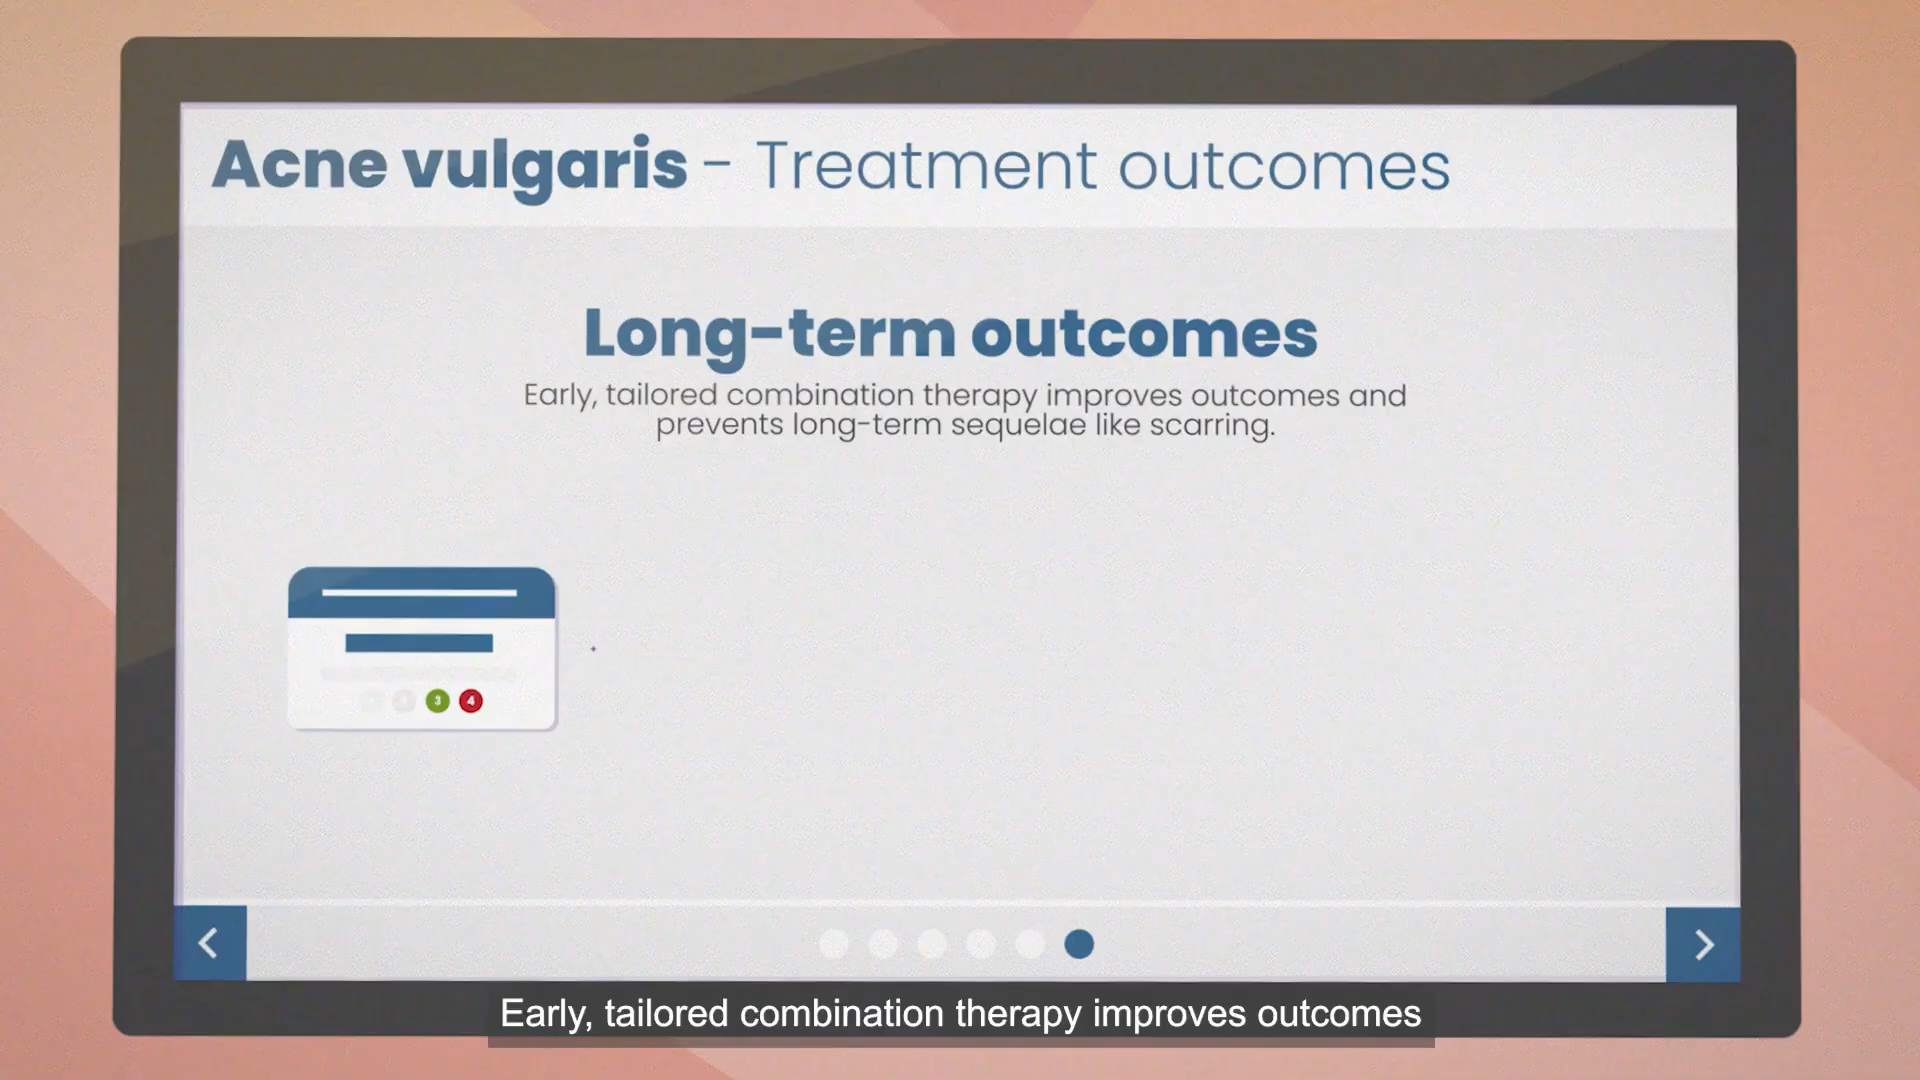 Acne vulgaris - Treatment outcomes
Long-term outcomes
Early, tailored combination therapy improves outcomes and
prevents long-term sequelae like scarring.
3 4
Early, tailored combination therapy improves outcomes